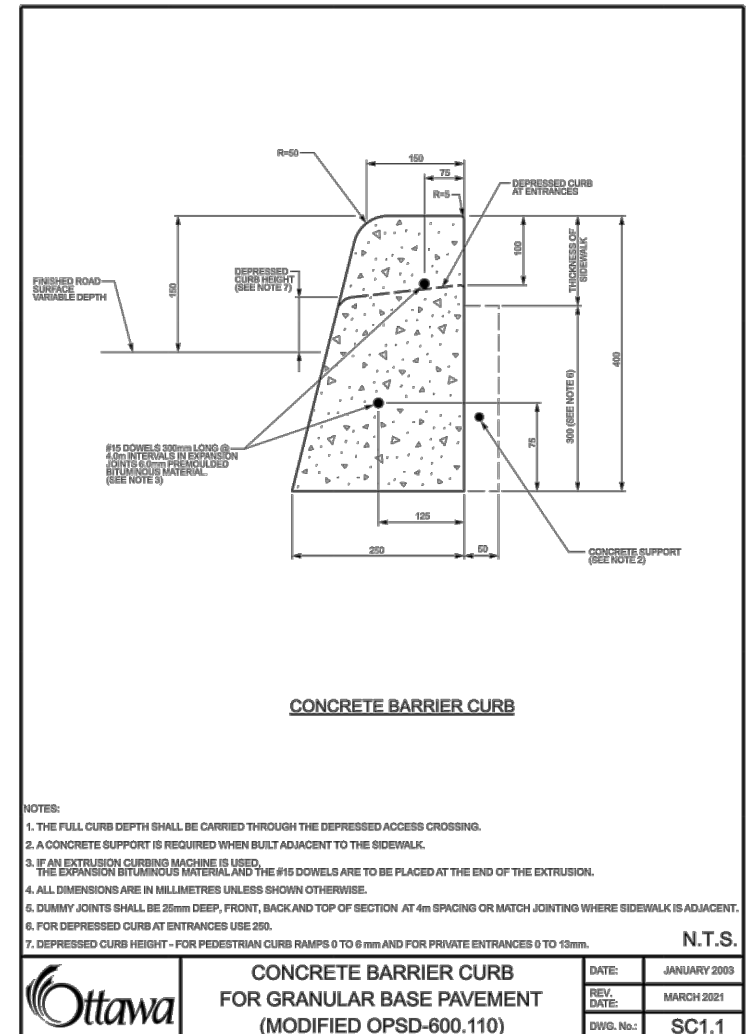 R=50
150
75
R=5
DEPRESSED CURB
AT ENTRANCES
100
THICKNESS OF
SIDEWALK
FINISHED ROAD
SURFACE
VARIABLE DEPTH
150
DEPRESSED
CURB HEIGHT
(SEE NOTE 7)
400
300 (SEE NOTE 6)
75
#15 DOWELS 300mm LONG @
4.0m INTERVALS IN EXPANSION
JOINTS 6.0mm PREMOULDED
BITUMINOUS MATERIAL.
(SEE NOTE 3)
125
250
50
CONCRETE SUPPORT
(SEE NOTE 2)
CONCRETE BARRIER CURB
NOTES:
1. THE FULL CURB DEPTH SHALL BE CARRIED THROUGH THE DEPRESSED ACCESS CROSSING.
2. A CONCRETE SUPPORT IS REQUIRED WHEN BUILT ADJACENT TO THE SIDEWALK.
3. IF AN EXTRUSION CURBING MACHINE IS USED,
THE EXPANSION BITUMINOUS MATERIAL AND THE #15 DOWELS ARE TO BE PLACED AT THE END OF THE EXTRUSION.
4. ALL DIMENSIONS ARE IN MILLIMETRES UNLESS SHOWN OTHERWISE.
5. DUMMY JOINTS SHALL BE 25mm DEEP, FRONT, BACK AND TOP OF SECTION AT 4m SPACING OR MATCH JOINTING WHERE SIDEWALK IS ADJACENT.
6. FOR DEPRESSED CURB AT ENTRANCES USE 250.
7. DEPRESSED CURB HEIGHT - FOR PEDESTRIAN CURB RAMPS 0 TO 6 mm AND FOR PRIVATE ENTRANCES 0 TO 13mm.
N.T.S.
Ottawa
CONCRETE BARRIER CURB
FOR GRANULAR BASE PAVEMENT
(MODIFIED OPSD-600.110)
DATE: JANUARY 2003
REV.
DATE: MARCH 2021
DWG. No.: SC1.1